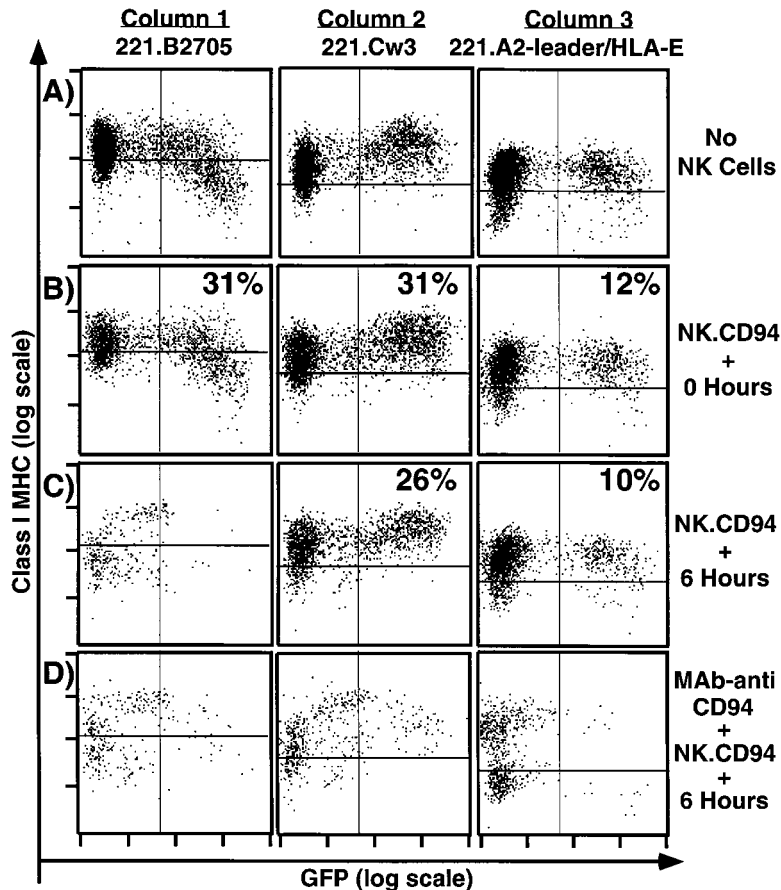 Column 1
Column 2
Column 3
221.B2705
221.Cw3
221.A2-leader/HLA-E
A)
No
NK Cells
B)
31%
31%
12%
NK.CD94
+
0 Hours
C)
26%
10%
NK.CD94
+
6 Hours
D)
MAb-anti
CD94
+
NK.CD94
+
6 Hours
Class I MHC (log scale)
GFP (log scale)